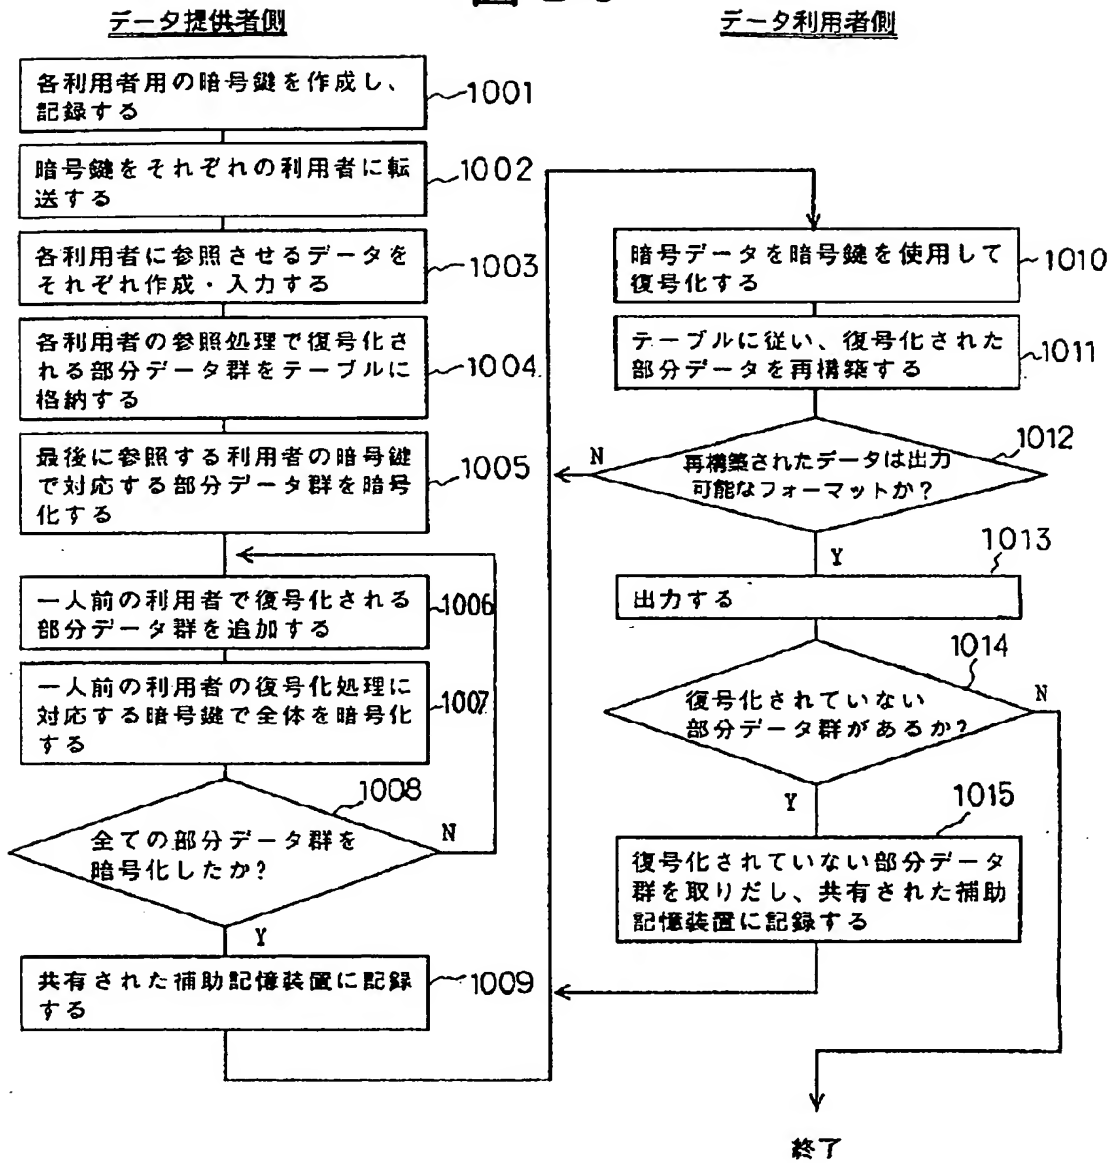 データ提供者側
各利用者用の暗号鍵を作成し、
記録する
1001
暗号鍵をそれぞれの利用者に転
送する
1002
各利用者に参照させるデータを
それぞれ作成・入力する
1003
各利用者の参照処理で復号化さ
れる部分データ群をテーブルに
格納する
1004
最後に参照する利用者の暗号鍵
で対応する部分データ群を暗号
化する
1005
一人前の利用者で復号化される
部分データ群を追加する
1006
一人前の利用者の復号化処理に
対応する暗号鍵で全体を暗号化
する
1007
1008
全ての部分データ群を
暗号化したか?
N
Y
共有された補助記憶装置に記録
する
1009
データ利用者側
暗号データを暗号鍵を使用して
復号化する
1010
テーブルに従い、復号化された
部分データを再構築する
1011
1012
N
再構築されたデータは出力
可能なフォーマットか?
Y
1013
出力する
1014
復号化されていない
部分データ群があるか?
N
Y
1015
復号化されていない部分データ
群を取りだし、共有された補助
記憶装置に記録する
終了